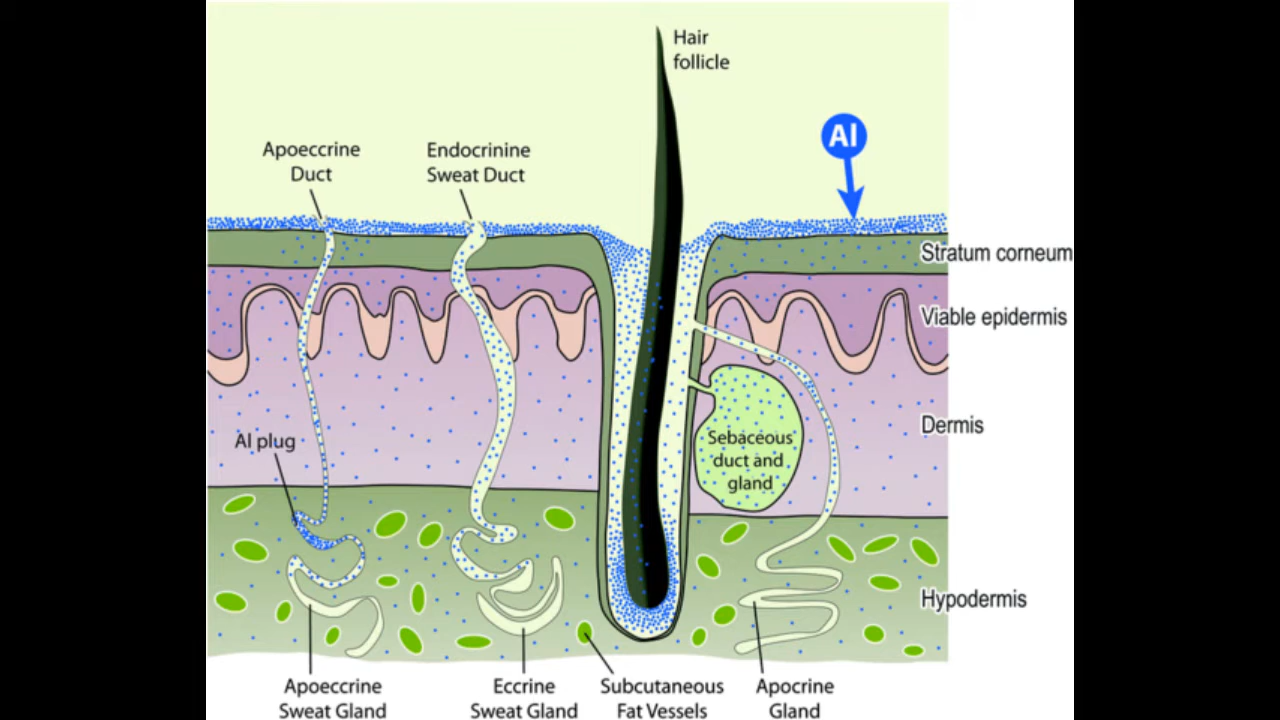 Hair
follicle
Al
Apoeccrine
Duct
Endocrinine
Sweat Duct
Stratum corneum
Viable epidermis
Dermis
Al plug
Sebaceous
duct and
gland
Hypodermis
Apoeccrine
Sweat Gland
Eccrine
Sweat Gland
Subcutaneous
Fat Vessels
Apocrine
Gland